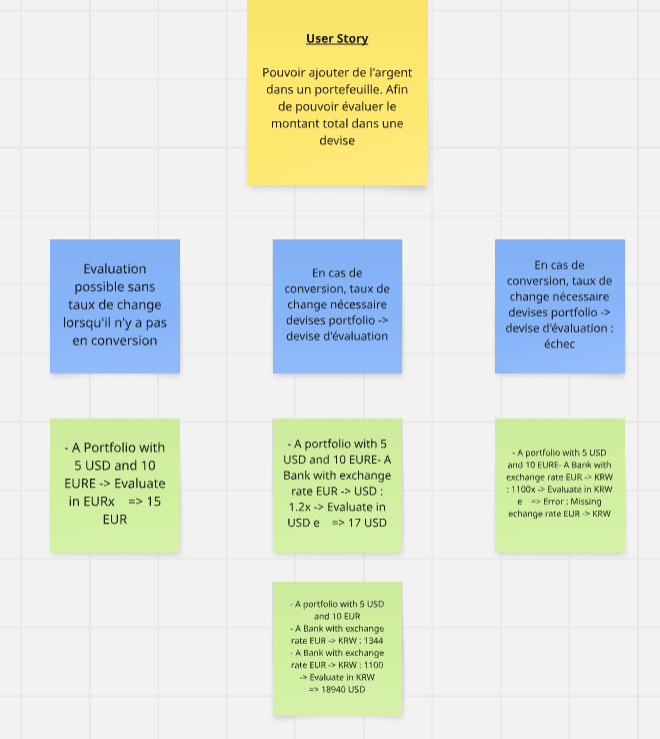 User Story
Pouvoir ajouter de l'argent
dans un portefeuille. Afin
de pouvoir évaluer le
montant total dans une
devise
Evaluation
possible sans
taux de change
lorsqu'il n'y a pas
en conversion
En cas de
conversion, taux de
change nécessaire
devises portfolio ->
devise d'évaluation
En cas de
conversion, taux de
change nécessaire
devises portfolio ->
devise d'évaluation :
échec
- A Portfolio with
5 USD and 10
EURE -> Evaluate
in EURx => 15
EUR
- A portfolio with 5
USD and 10 EURE- A
Bank with exchange
rate EUR -> USD :
1.2x -> Evaluate in
USD e => 17 USD
- A portfolio with 5 USD
and 10 EURE- A Bank with
exchange rate EUR -> KRW
: 1100x -> Evaluate in KRW
e => Error : Missing
echange rate EUR -> KRW
- A portfolio with 5 USD
and 10 EUR
- A Bank with exchange
rate EUR -> KRW : 1344
- A Bank with exchange
rate EUR -> KRW : 1100
-> Evaluate in KRW
=> 18940 USD